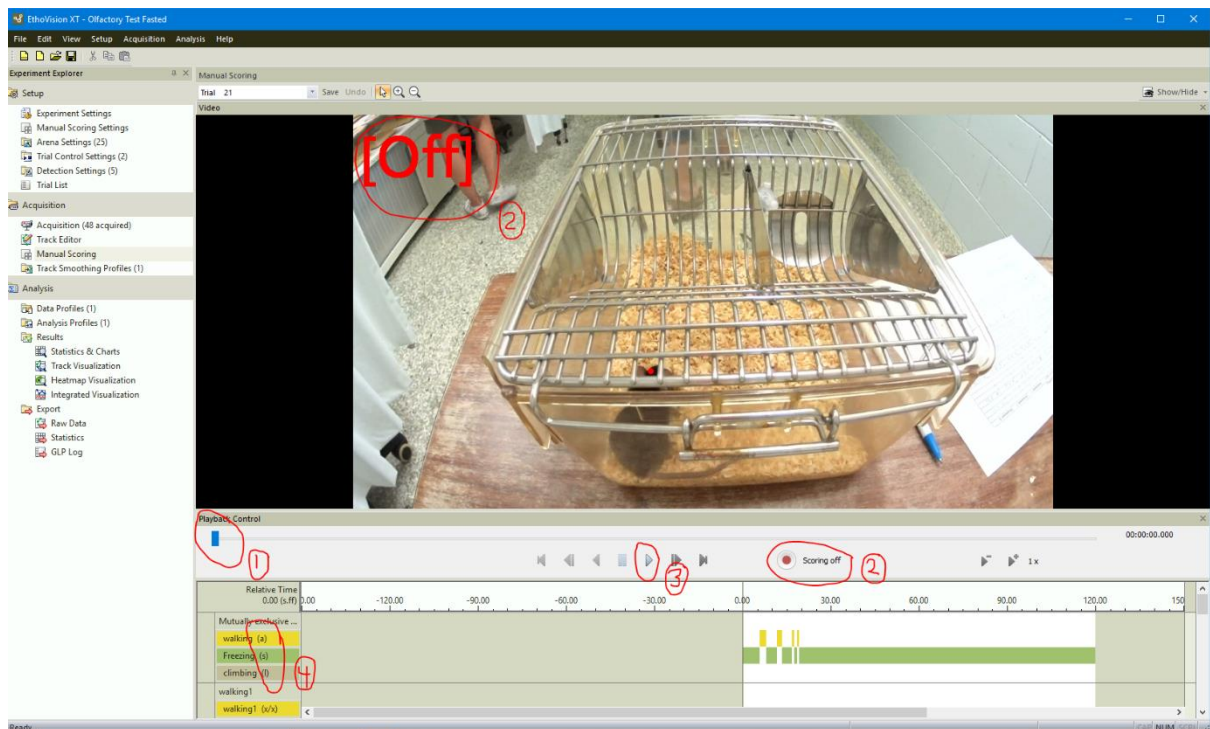 EthoVision XT - Olfactory Test Fasted
File Edit View Setup Acquisition Analysis Help
Experiment Explorer
Manual Scoring
Setup
Trial 21
Save Undo
Show/Hide
Video
Experiment Settings
Manual Scoring Settings
Arena Settings (25)
Trial Control Settings (2)
Detection Settings (5)
Trial List
Acquisition
Acquisition (48 acquired)
Track Editor
Manual Scoring
Track Smoothing Profiles (1)
Analysis
Data Profiles (1)
Analysis Profiles (1)
Results
Statistics & Charts
Track Visualization
Heatmap Visualization
Integrated Visualization
Export
Raw Data
Statistics
GLP Log
[Off]
2
Playback Control
00:00:00.000
1
3
Scoring off
2
1x
Relative Time
0.00 (s.ff)
0.00 -120.00 -90.00 -60.00 -30.00 0.00 30.00 60.00 90.00 120.00 150
Mutually exclusive ...
walking (a)
Freezing (s)
climbing (l)
4
walking1
walking1 (x/x)
Ready
CAP NUM SCRL